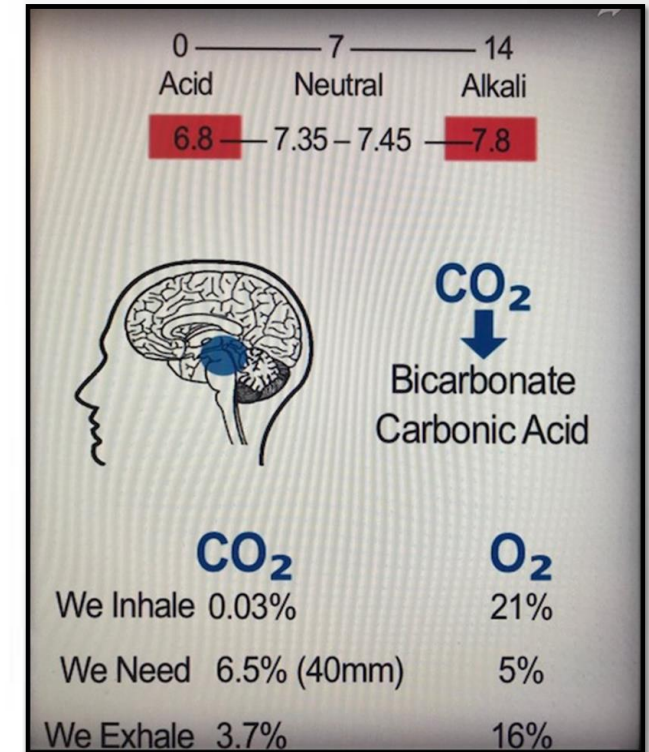 0 7 14
Acid Neutral Alkali
6.8 7.35 – 7.45 7.8
CO₂
Bicarbonate
Carbonic Acid
CO₂ O₂
We Inhale 0.03% 21%
We Need 6.5% (40mm) 5%
We Exhale 3.7% 16%